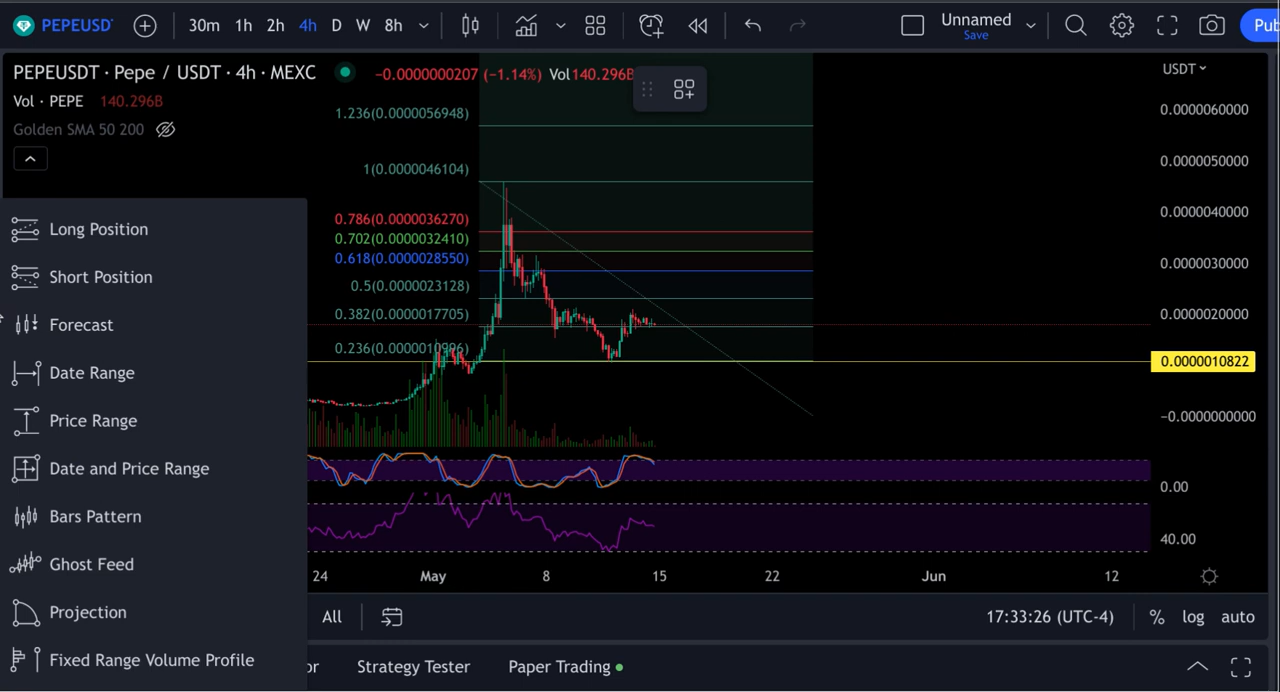 PEPEUSD
30m 1h 2h 4h D W 8h
Unnamed
Save
Pub
PEPEUSDT · Pepe / USDT · 4h · MEXC
−0.0000000207 (−1.14%) Vol 140.296B
Vol · PEPE 140.296B
Golden SMA 50 200
USDT
1.236(0.0000056948)
1(0.0000046104)
0.786(0.0000036270)
0.702(0.0000032410)
0.618(0.0000028550)
0.5(0.0000023128)
0.382(0.0000017705)
0.236(0.0000010996)
0.0000060000
0.0000050000
0.0000040000
0.0000030000
0.0000020000
0.0000010822
−0.0000000000
0.00
40.00
Long Position
Short Position
Forecast
Date Range
Price Range
Date and Price Range
Bars Pattern
Ghost Feed
Projection
Fixed Range Volume Profile
24 May 8 15 22 Jun 12
All
17:33:26 (UTC-4) % log auto
or Strategy Tester Paper Trading